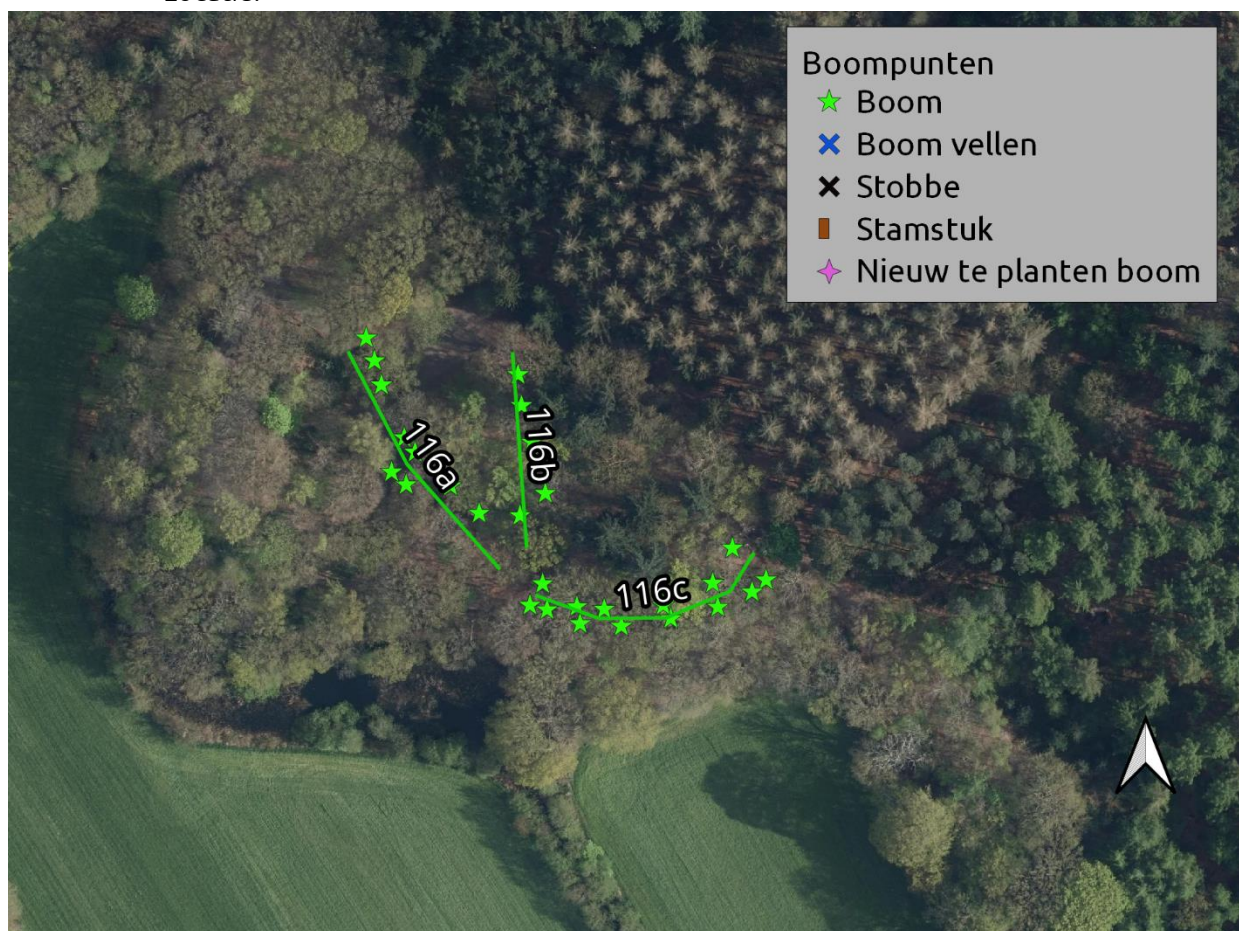 Boompunten
Boom
Boom vellen
Stobbe
Stamstuk
Nieuw te planten boom
116a
116b
116c